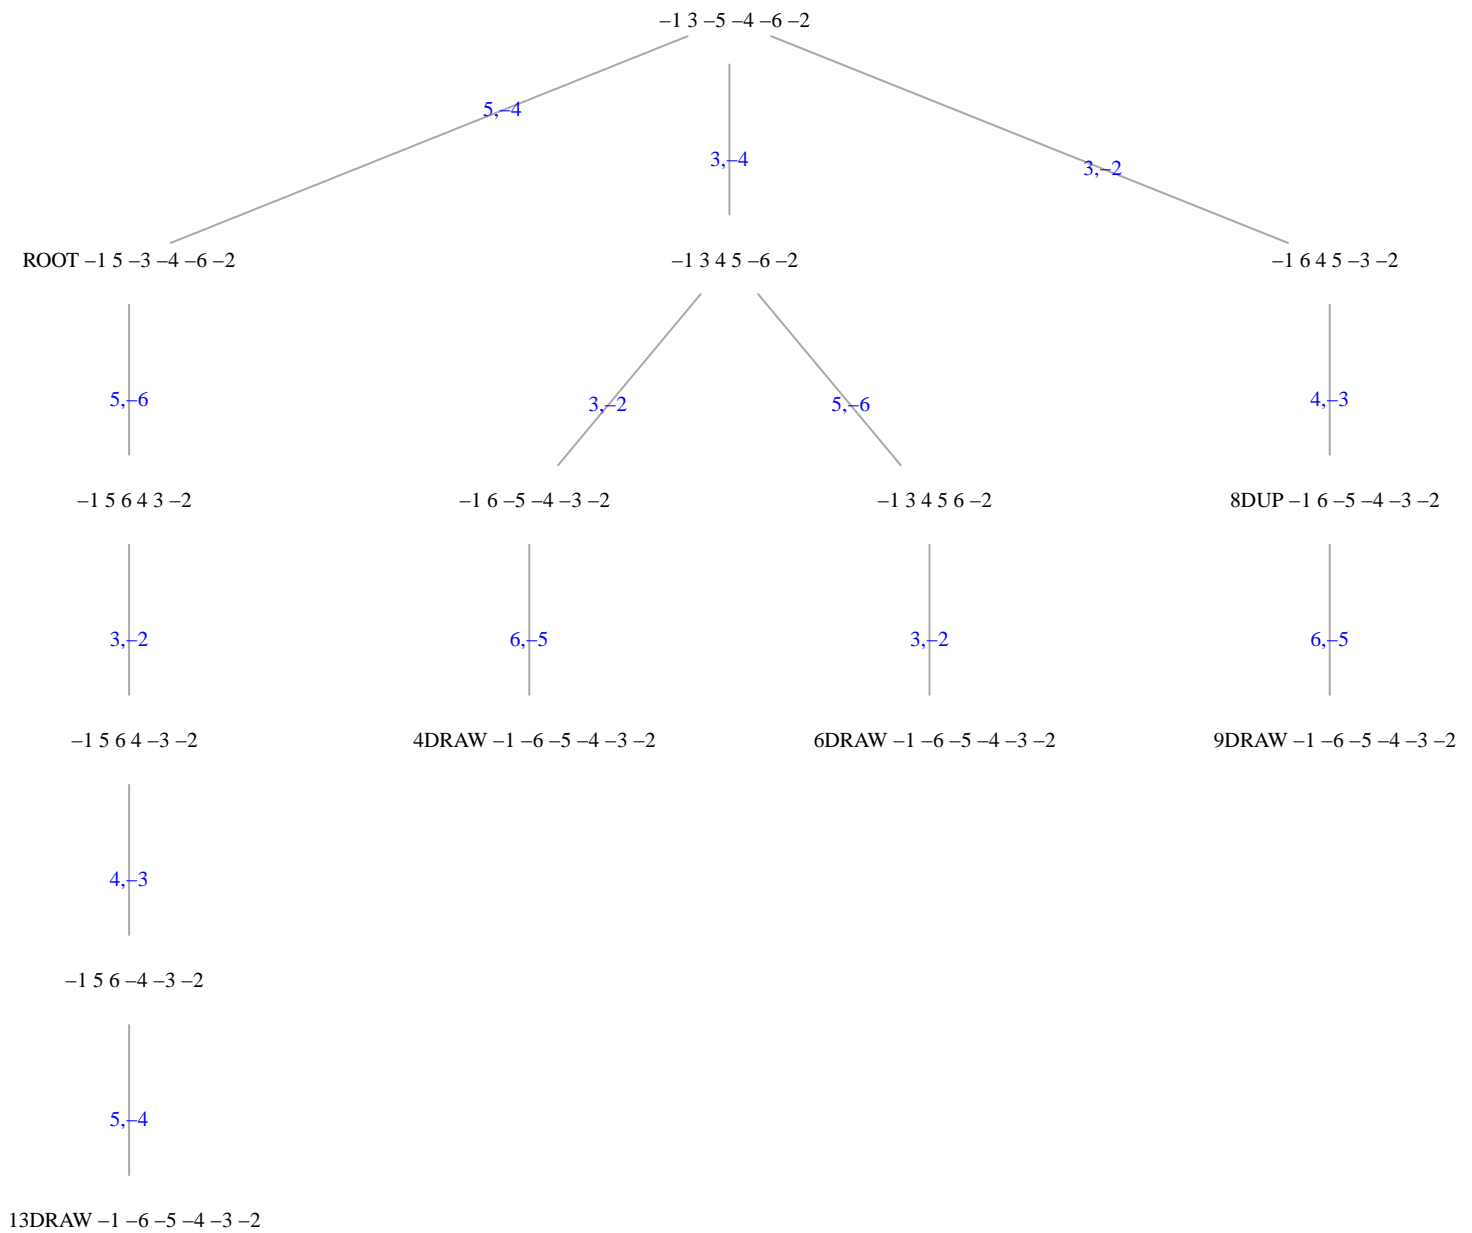 –1 3 –5 –4 –6 –2
5,–4
3,–4
3,–2
ROOT –1 5 –3 –4 –6 –2
–1 3 4 5 –6 –2
–1 6 4 5 –3 –2
5,–6
3,–2
5,–6
4,–3
–1 5 6 4 3 –2
–1 6 –5 –4 –3 –2
–1 3 4 5 6 –2
8DUP –1 6 –5 –4 –3 –2
3,–2
6,–5
3,–2
6,–5
–1 5 6 4 –3 –2
4DRAW –1 –6 –5 –4 –3 –2
6DRAW –1 –6 –5 –4 –3 –2
9DRAW –1 –6 –5 –4 –3 –2
4,–3
–1 5 6 –4 –3 –2
5,–4
13DRAW –1 –6 –5 –4 –3 –2